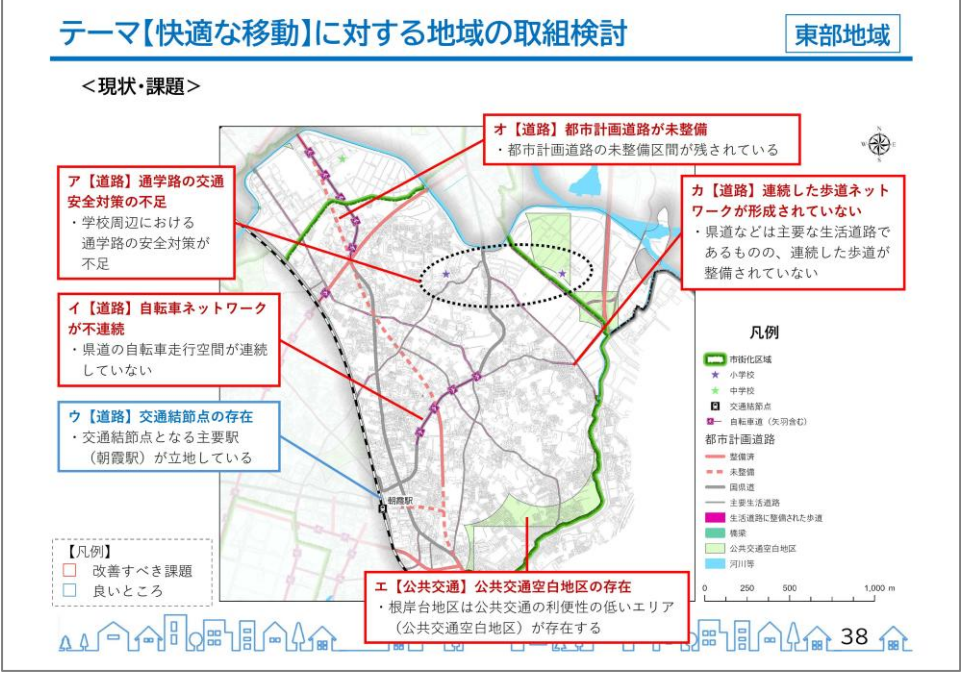 テーマ【快適な移動】に対する地域の取組検討
東部地域
＜現状・課題＞
オ【道路】都市計画道路が未整備
・都市計画道路の未整備区間が残されている
N
W
E
S
ア【道路】通学路の交通
安全対策の不足
・学校周辺における
通学路の安全対策が
不足
カ【道路】連続した歩道ネット
ワークが形成されていない
・県道などは主要な生活道路で
あるものの、連続した歩道が
整備されていない
イ【道路】自転車ネットワーク
が不連続
・県道の自転車走行空間が連続
していない
ウ【道路】交通結節点の存在
・交通結節点となる主要駅
（朝霞駅）が立地している
朝霞駅
凡例
市街化区域
小学校
中学校
交通結節点
自転車道（矢羽含む）
都市計画道路
整備済
未整備
国県道
主要生活道路
生活道路に整備された歩道
橋梁
公共交通空白地区
河川等
0 250 500 1,000 m
【凡例】
改善すべき課題
良いところ
エ【公共交通】公共交通空白地区の存在
・根岸台地区は公共交通の利便性の低いエリア
（公共交通空白地区）が存在する
38